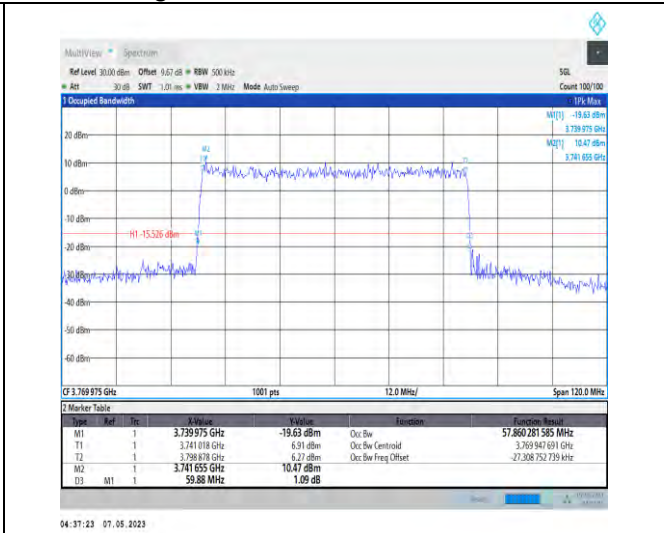 MultiView Spectrum
Ref Level 30.00 dBm Offset 9.67 dB RBW 500 kHz SGL
Att 30 dB SWT 1.01 ms VBW 2 MHz Mode Auto Sweep Count 100/100
1 Occupied Bandwidth 1Pk Max
M1[1] -19.63 dBm
3.739 975 GHz
M2[1] 10.47 dBm
3.741 655 GHz
20 dBm
M2
10 dBm
0 dBm
-10 dBm
H1 -15.526 dBm
-20 dBm
-30 dBm
-40 dBm
-50 dBm
-60 dBm
CF 3.769 975 GHz 1001 pts 12.0 MHz/ Span 120.0 MHz
2 Marker Table
Type Ref Trc X-Value Y-Value Function Function Result
M1 1 3.739 975 GHz -19.63 dBm Occ Bw 57.860 281 585 MHz
T1 1 3.741 018 GHz 6.91 dBm Occ Bw Centroid 3.769 947 691 GHz
T2 1 3.798 878 GHz 6.27 dBm Occ Bw Freq Offset -27.308 752 739 kHz
M2 1 3.741 655 GHz 10.47 dBm
D3 M1 1 59.88 MHz 1.09 dB
04:37:23 07.05.2023